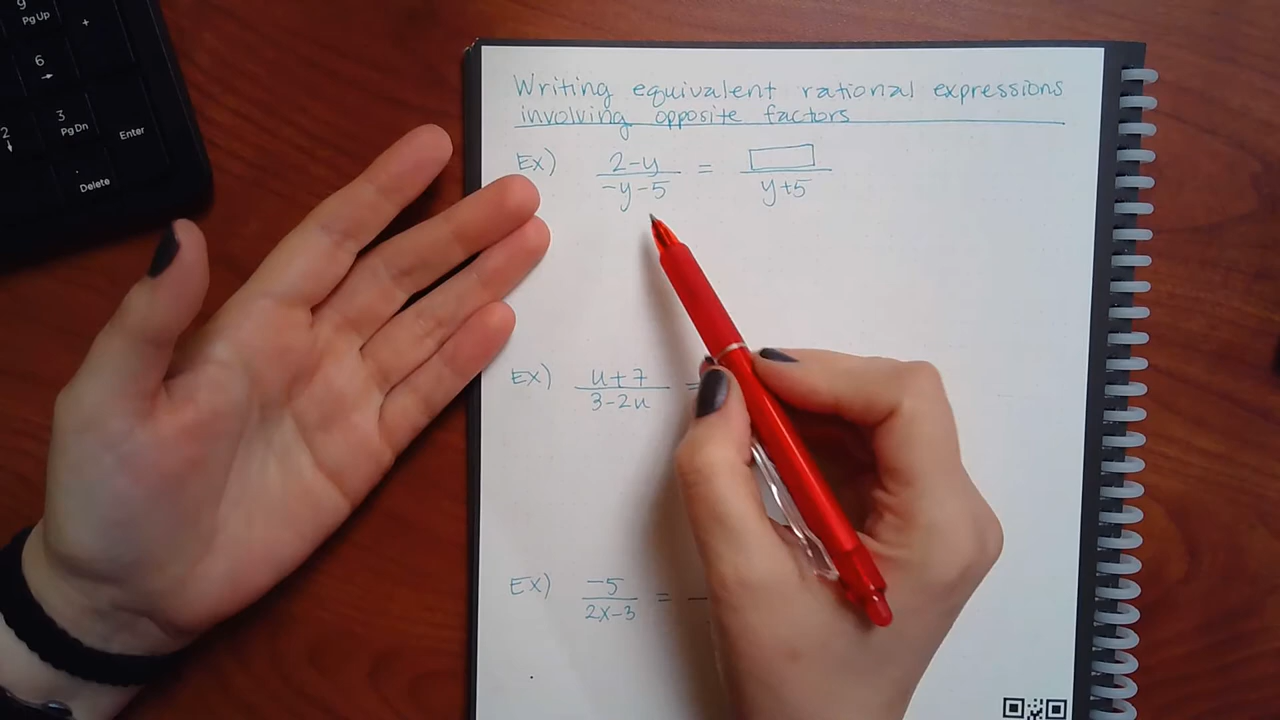 9
PgUp
+
6
→
3
PgDn
2
↓
Enter
.
Delete
Writing equivalent rational expressions
involving opposite factors
Ex) 2-y / -y-5 = □ / y+5
Ex) u+7 / 3-2u =
Ex) -5 / 2x-3 =